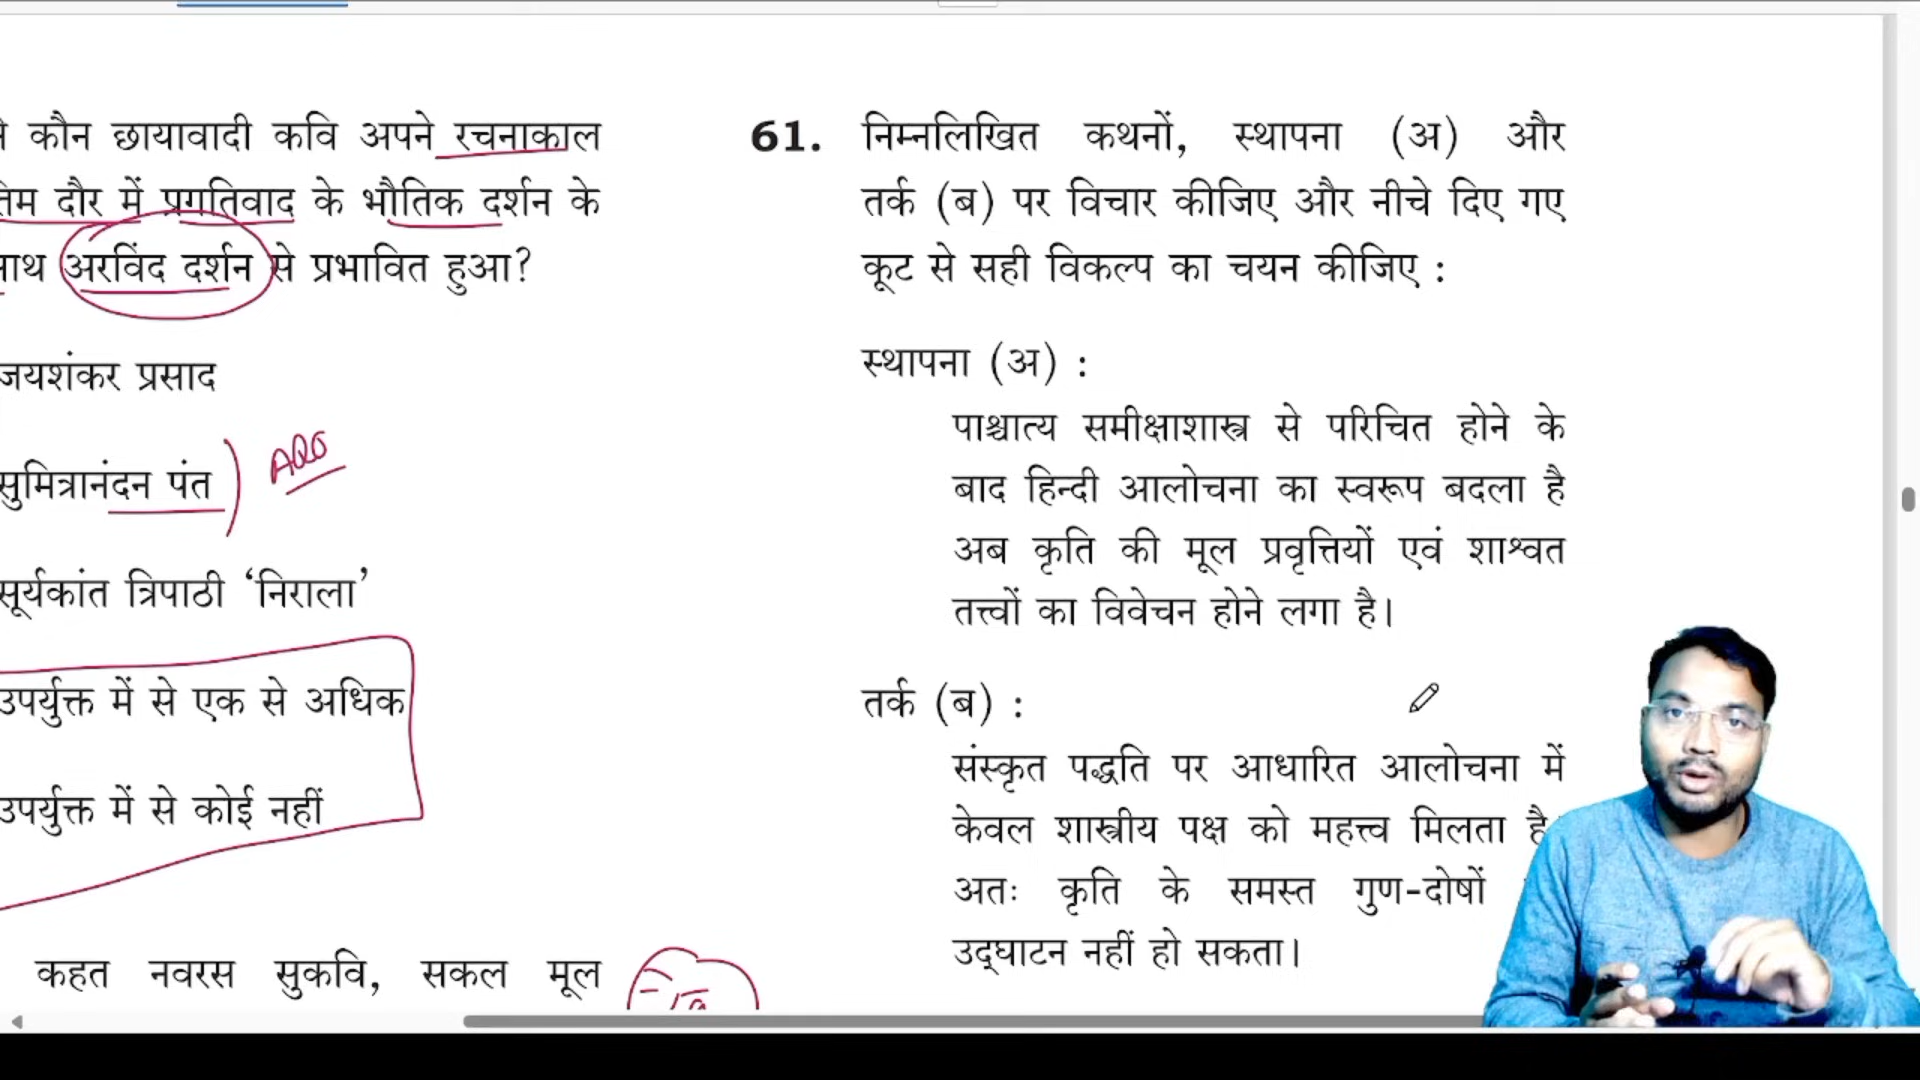 कौन छायावादी कवि अपने रचनाकाल
दौर में प्रगतिवाद के भौतिक दर्शन के
अरविंद दर्शन से प्रभावित हुआ?
जयशंकर प्रसाद
सुमित्रानंदन पंत
सूर्यकांत त्रिपाठी ‘निराला’
उपर्युक्त में से एक से अधिक
उपर्युक्त में से कोई नहीं
कहत नवरस सुकवि, सकल मूल
61. निम्नलिखित कथनों, स्थापना (अ) और
तर्क (ब) पर विचार कीजिए और नीचे दिए गए
कूट से सही विकल्प का चयन कीजिए :
स्थापना (अ) :
पाश्चात्य समीक्षाशास्त्र से परिचित होने के
बाद हिन्दी आलोचना का स्वरूप बदला है
अब कृति की मूल प्रवृत्तियों एवं शाश्वत
तत्त्वों का विवेचन होने लगा है।
तर्क (ब) :
संस्कृत पद्धति पर आधारित आलोचना में
केवल शास्त्रीय पक्ष को महत्त्व मिलता है
अतः कृति के समस्त गुण-दोषों
उद्घाटन नहीं हो सकता।